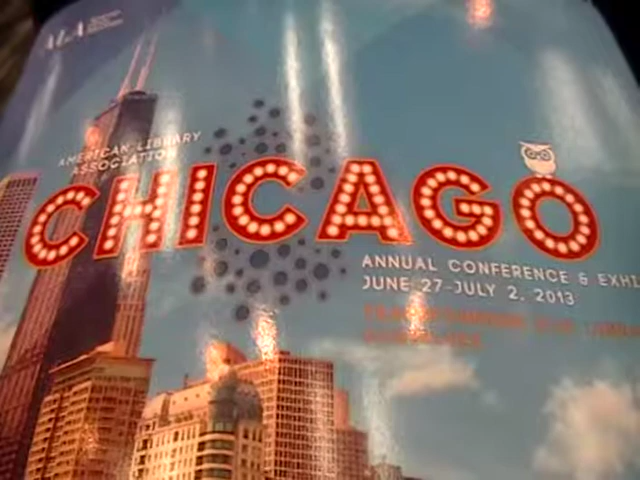 ALA
AMERICAN LIBRARY
ASSOCIATION
CHICAGO
ANNUAL CONFERENCE & EXHI
JUNE 27-JULY 2, 2013